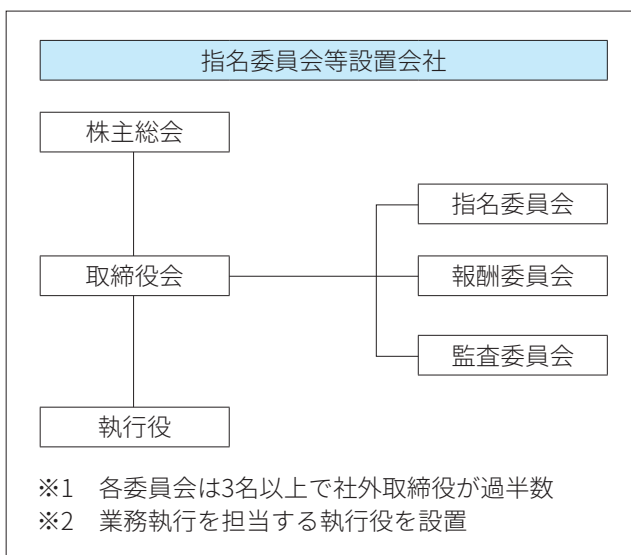 指名委員会等設置会社
株主総会
指名委員会
取締役会
報酬委員会
監査委員会
執行役
※1　各委員会は3名以上で社外取締役が過半数
※2　業務執行を担当する執行役を設置